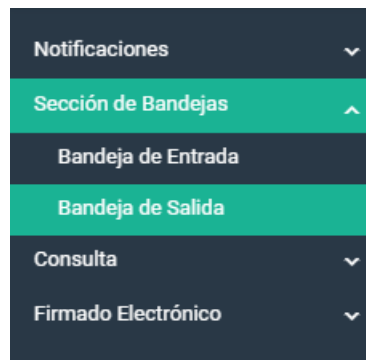 Notificaciones
Sección de Bandejas
Bandeja de Entrada
Bandeja de Salida
Consulta
Firmado Electrónico